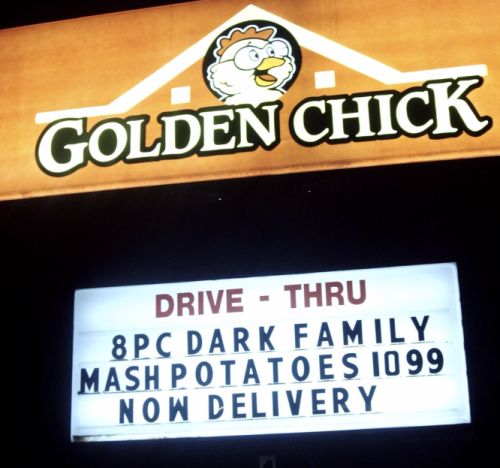 GOLDEN CHICK
DRIVE - THRU
8PC DARK FAMILY
MASH POTATOES 1099
NOW DELIVERY